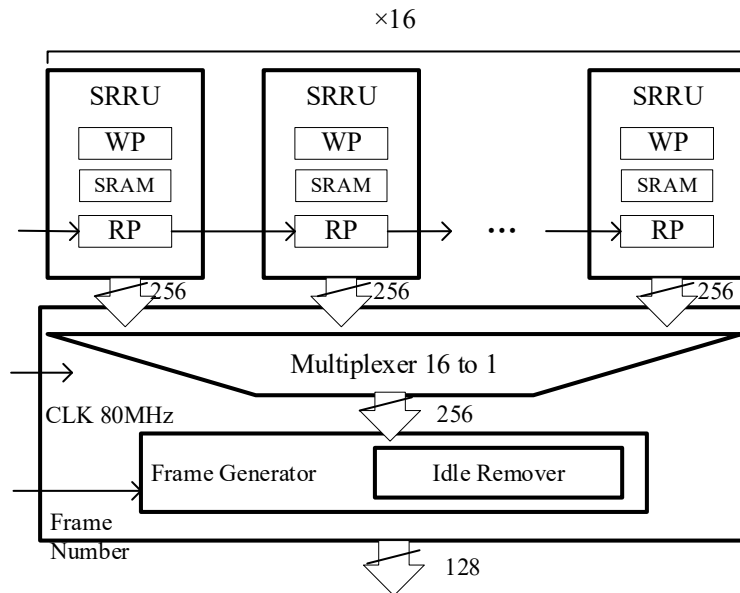 ×16
SRRU SRRU SRRU
WP WP WP
SRAM SRAM SRAM
RP RP ... RP
256 256 256
Multiplexer 16 to 1
CLK 80MHz
256
Frame Generator Idle Remover
Frame
Number
128